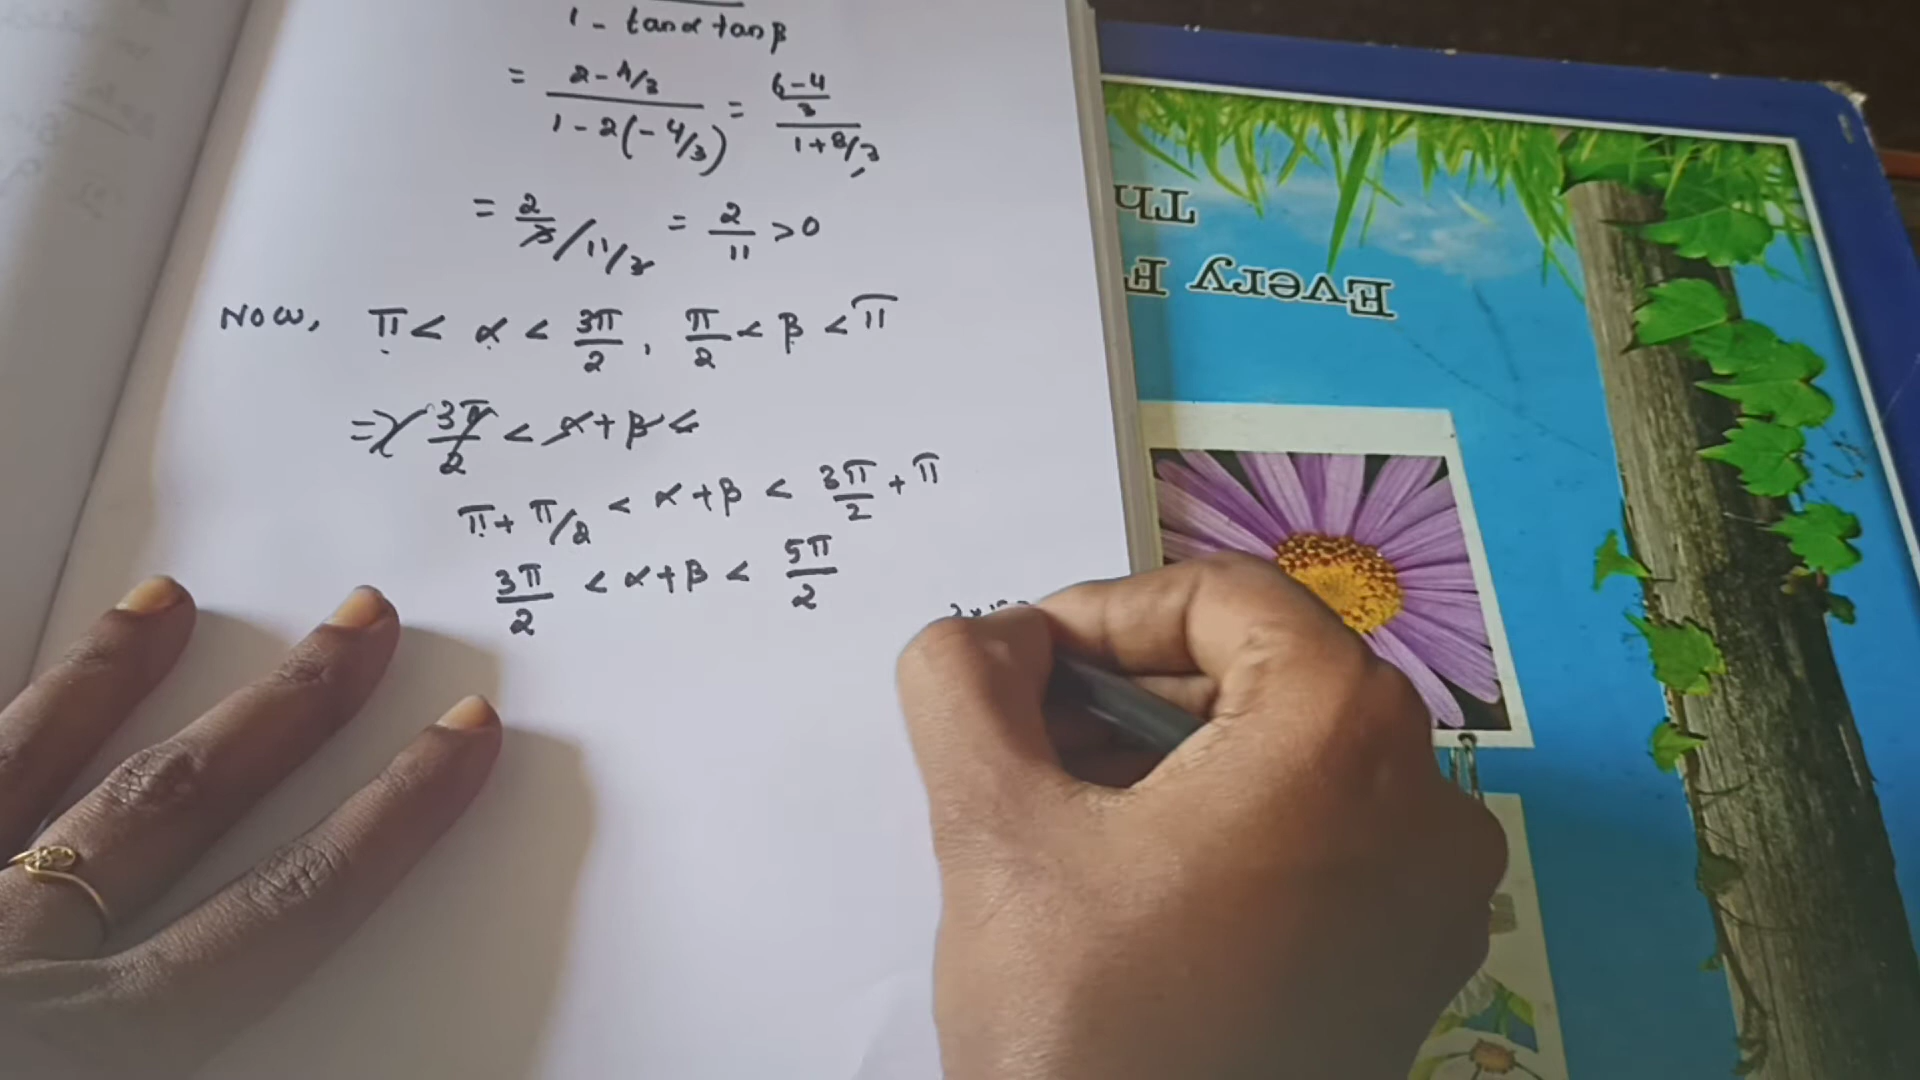 1 - tanα tanβ
= 2-4/3 / 1-2(-4/3) = 6-4/3 / 1+8/3
= 2/3 / 11/3 = 2/11 >0
Now, π < α < 3π/2, π/2 < β < π
=> 3π/2 < α+β <
π+π/2 < α+β < 3π/2 + π
3π/2 < α+β < 5π/2
Every
Th